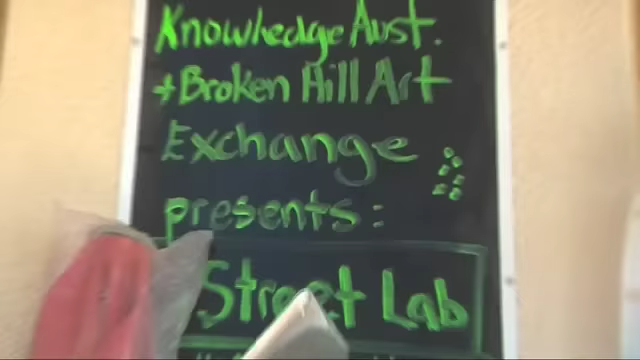 Knowledge Aust.
+ Broken Hill Art
Exchange
presents:
Street Lab